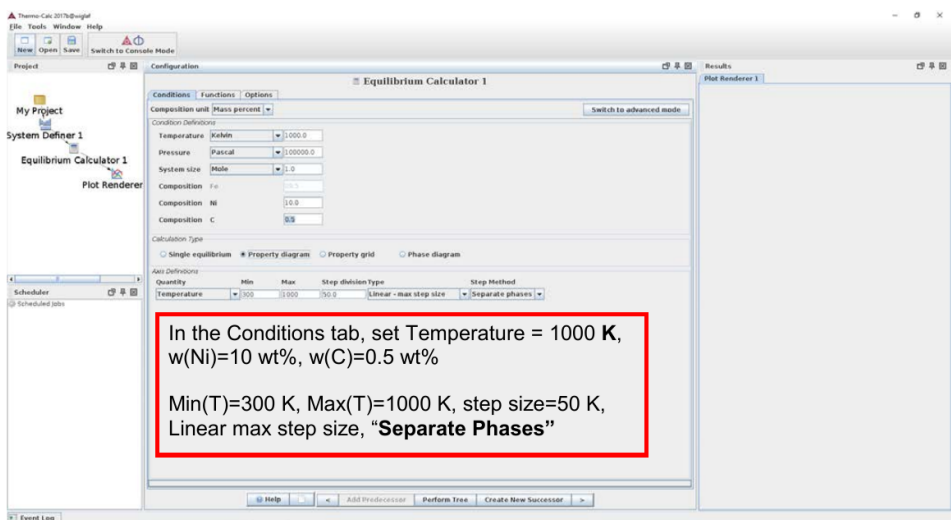 Thermo-Calc 2017b@wiglaf
File Tools Window Help
New Open Save Switch to Console Mode
Project
My Project
System Definer 1
Equilibrium Calculator 1
Plot Renderer
Scheduler
Scheduled Jobs
Configuration
Equilibrium Calculator 1
Conditions Functions Options
Composition unit Mass percent Switch to advanced mode
Condition Definitions
Temperature Kelvin 1000.0
Pressure Pascal 100000.0
System size Mole 1.0
Composition Fe
Composition Ni 10.0
Composition C 0.5
Calculation Type
Single equilibrium Property diagram Property grid Phase diagram
Axis Definitions
Quantity Min Max Step division Type Step Method
Temperature 300 1000 50.0 Linear - max step size Separate phases
In the Conditions tab, set Temperature = 1000 K,
w(Ni)=10 wt%, w(C)=0.5 wt%
Min(T)=300 K, Max(T)=1000 K, step size=50 K,
Linear max step size, “Separate Phases”
Help < Add Predecessor Perform Tree Create New Successor >
Results
Plot Renderer 1
Event Log